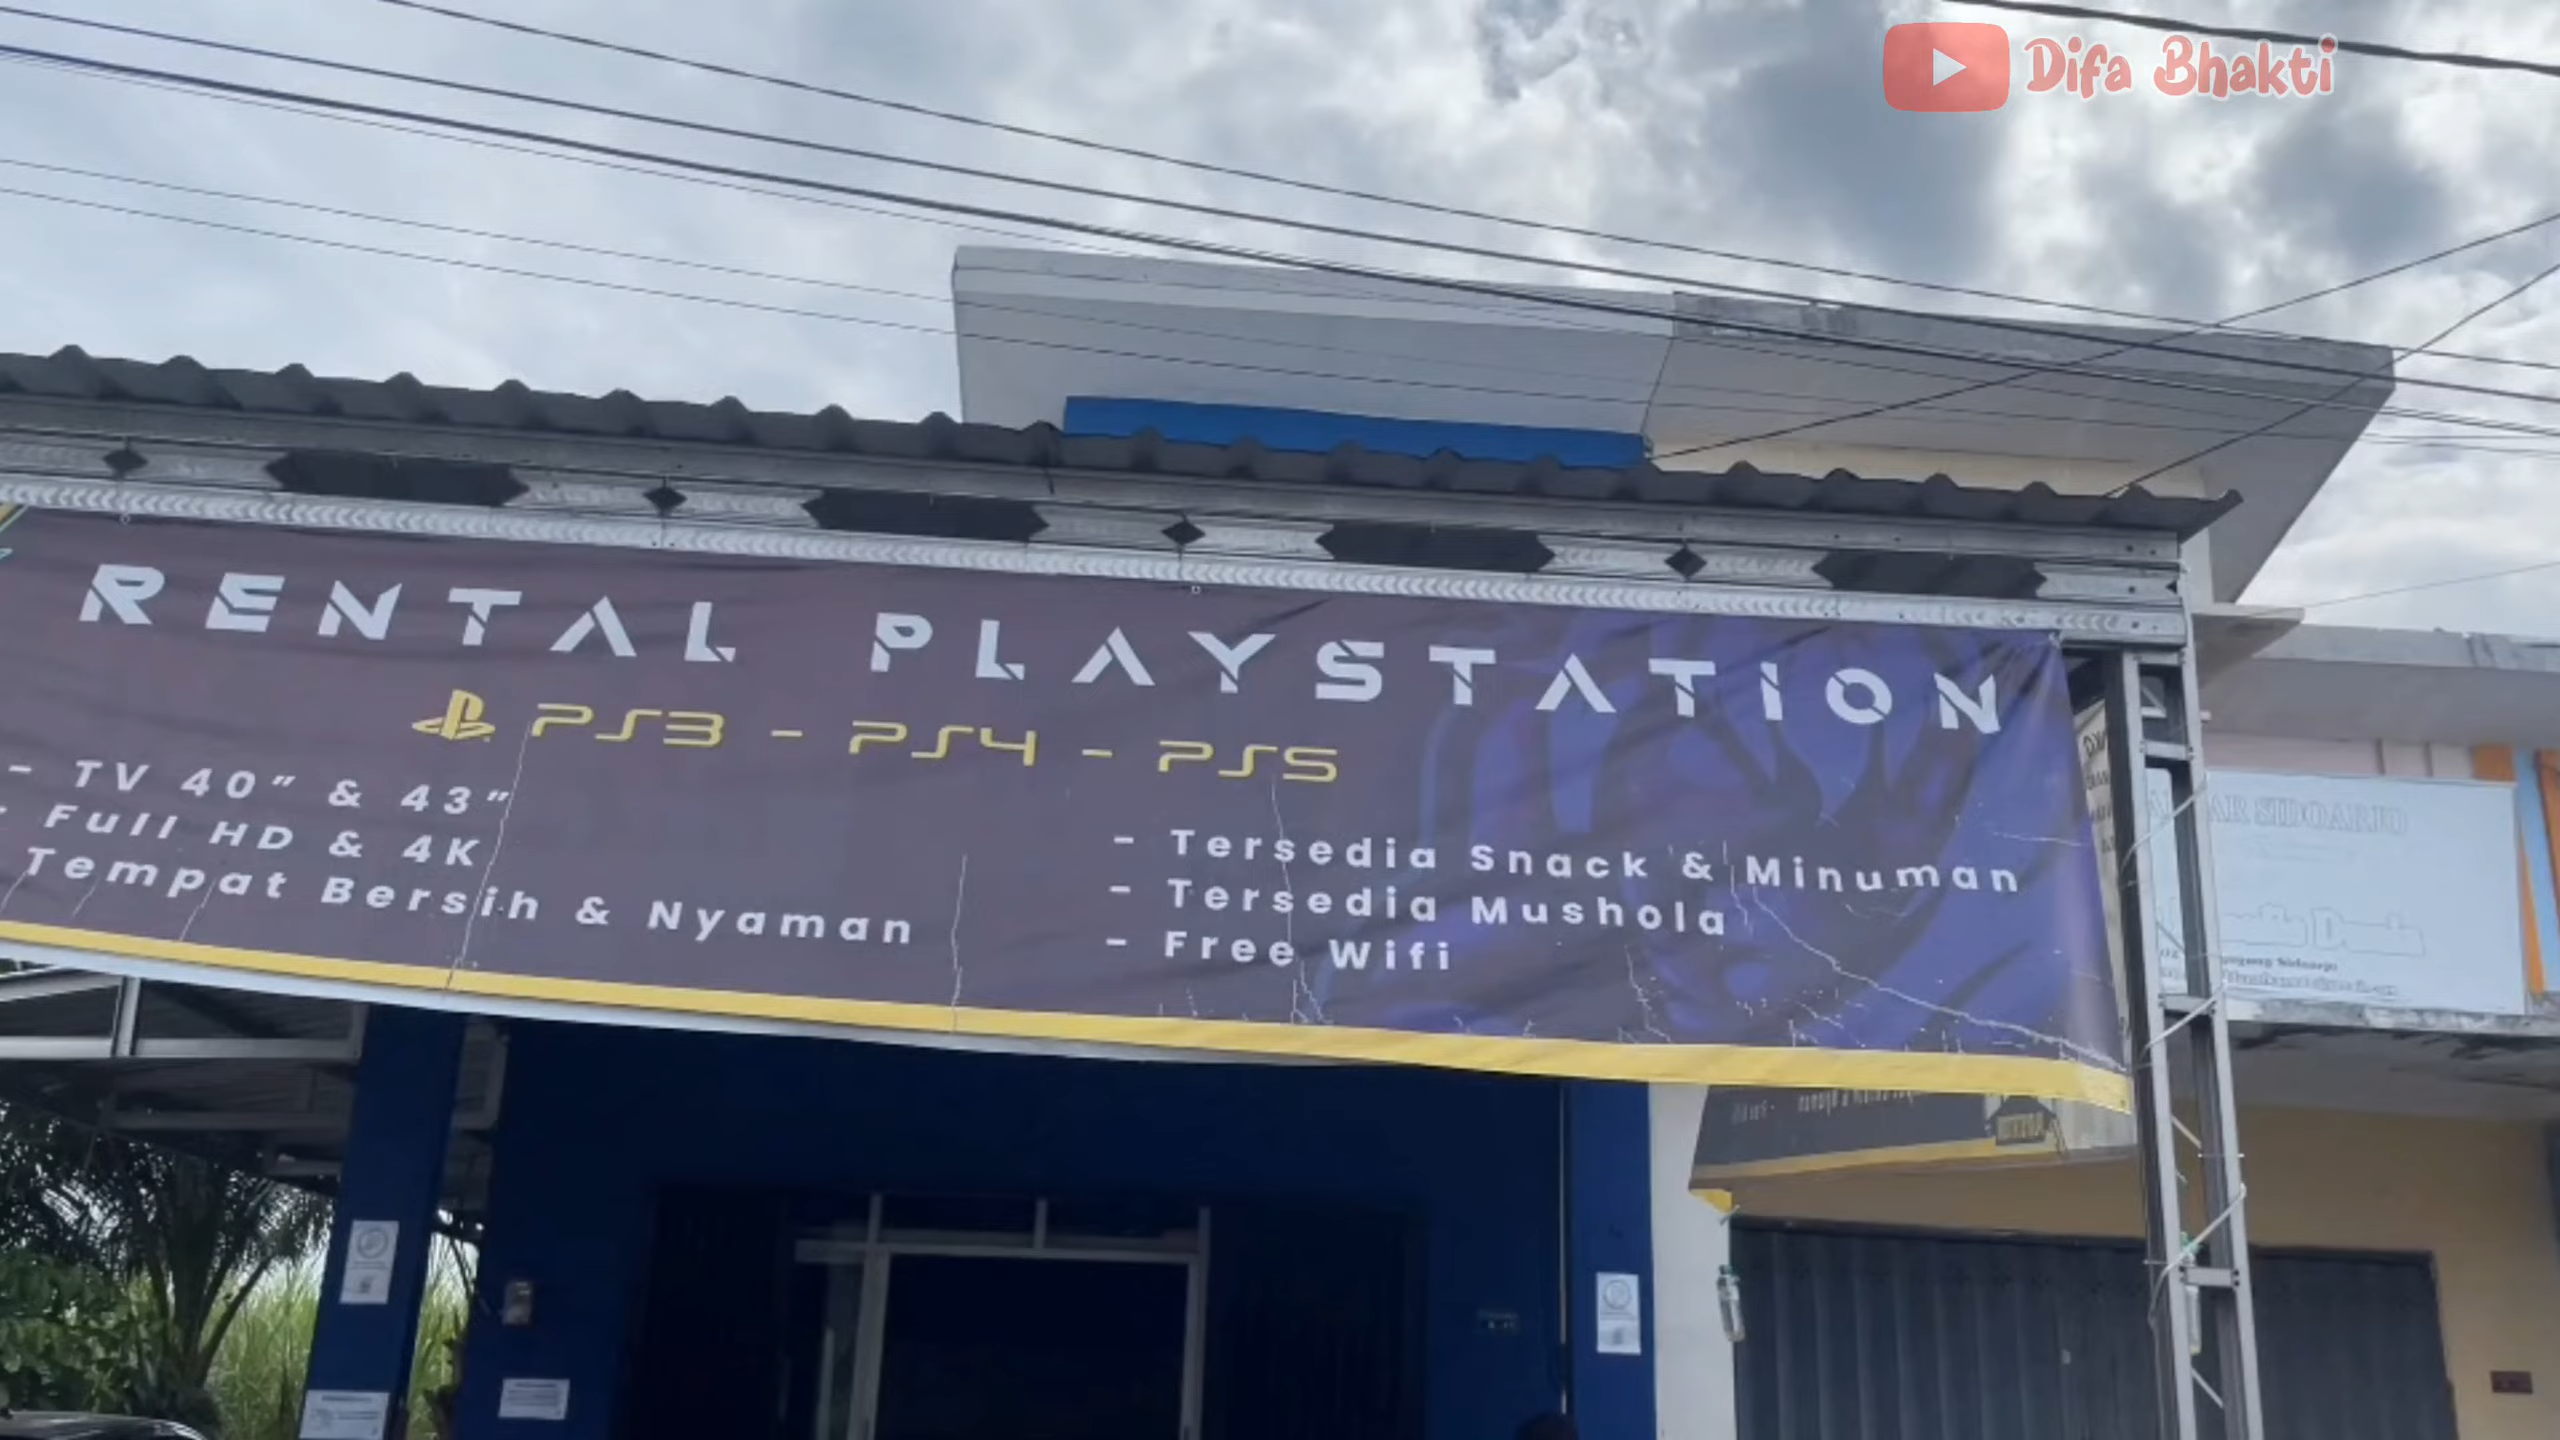 Difa Bhakti
RENTAL PLAYSTATION
PS3 - PS4 - PS5
- TV 40" & 43"
- Full HD & 4K
Tempat Bersih & Nyaman
- Tersedia Snack & Minuman
- Tersedia Mushola
- Free Wifi
SIDOARJO